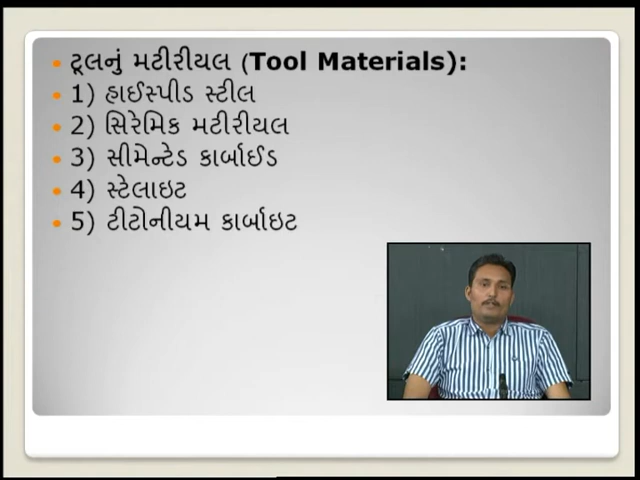 ટૂલનું મટીરીયલ (Tool Materials):
1) હાઈસ્પીડ સ્ટીલ
2) સિરેમિક મટીરીયલ
3) સીમેન્ટેડ કાર્બાઈડ
4) સ્ટેલાઇટ
5) ટીટોનીયમ કાર્બાઇટ